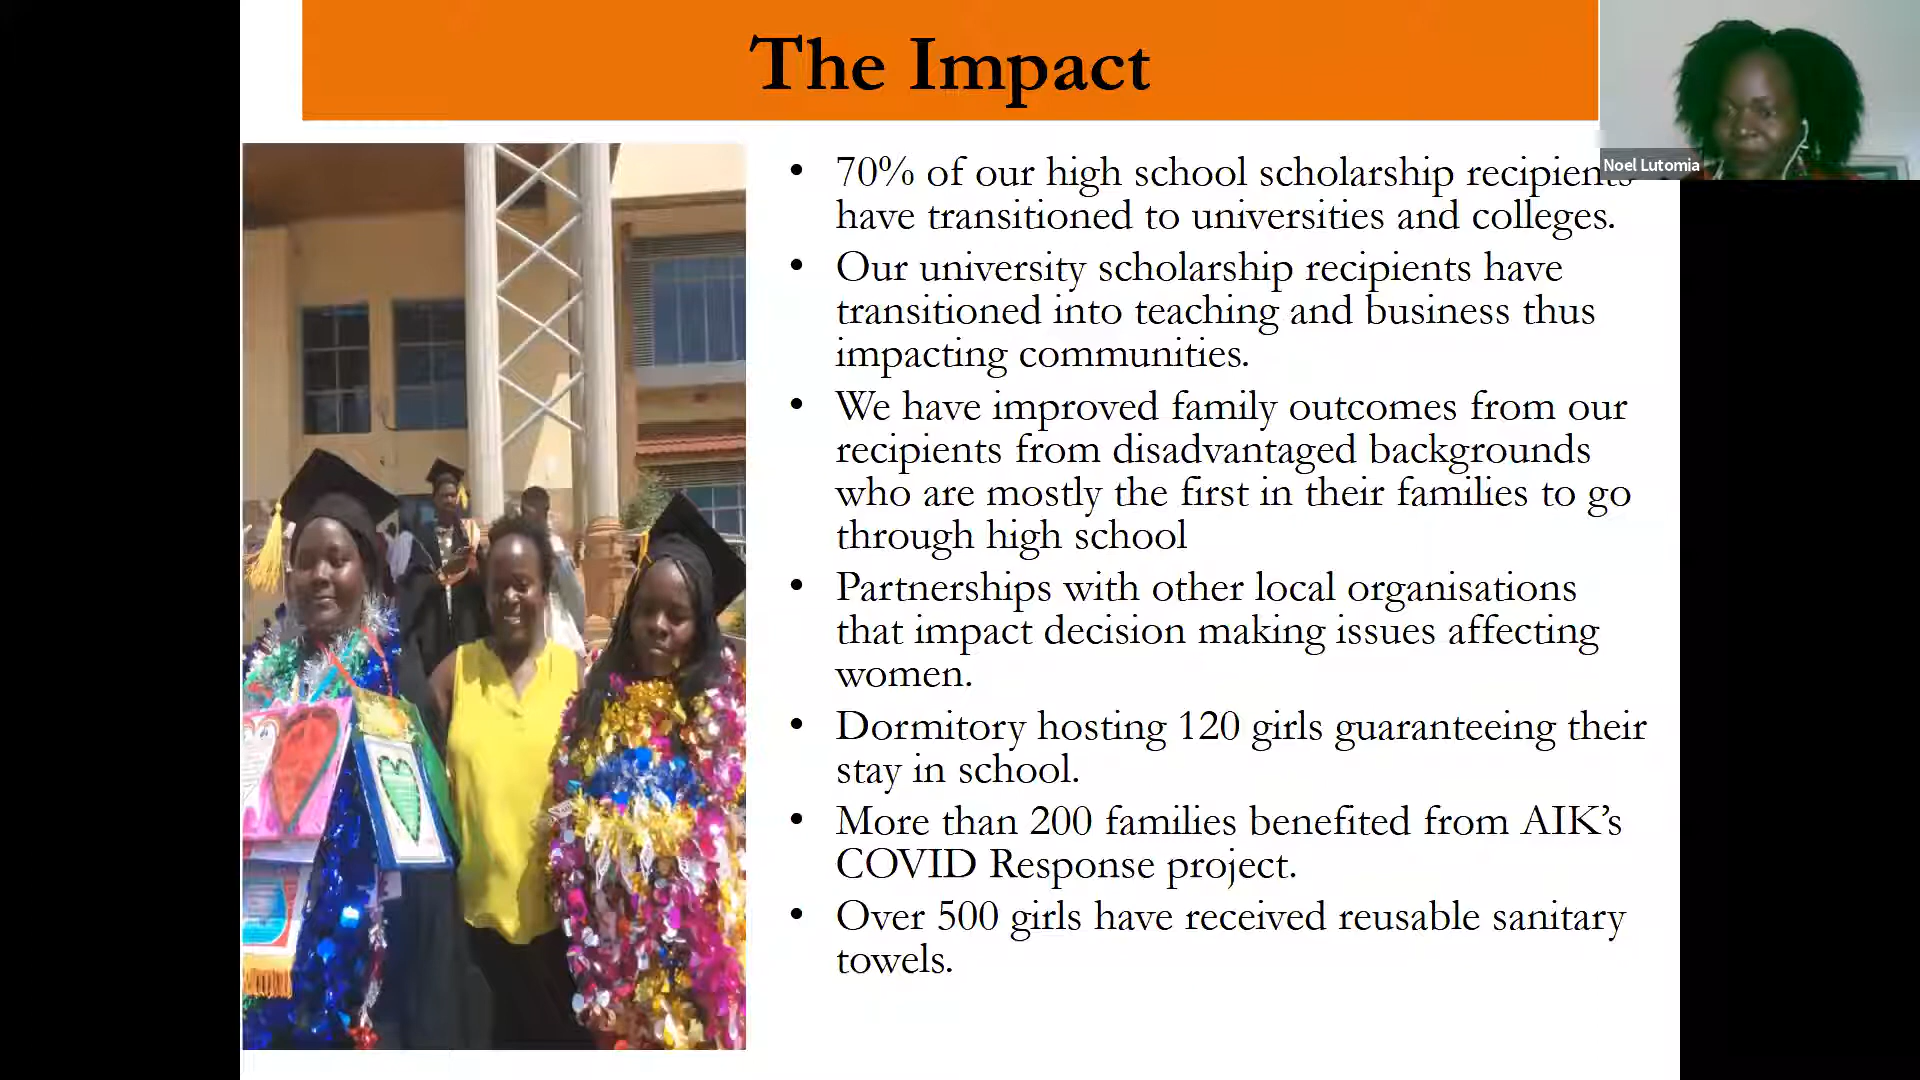 The Impact
Noel Lutomia
• 70% of our high school scholarship recipients
have transitioned to universities and colleges.
• Our university scholarship recipients have
transitioned into teaching and business thus
impacting communities.
• We have improved family outcomes from our
recipients from disadvantaged backgrounds
who are mostly the first in their families to go
through high school
• Partnerships with other local organisations
that impact decision making issues affecting
women.
• Dormitory hosting 120 girls guaranteeing their
stay in school.
• More than 200 families benefited from AIK’s
COVID Response project.
• Over 500 girls have received reusable sanitary
towels.